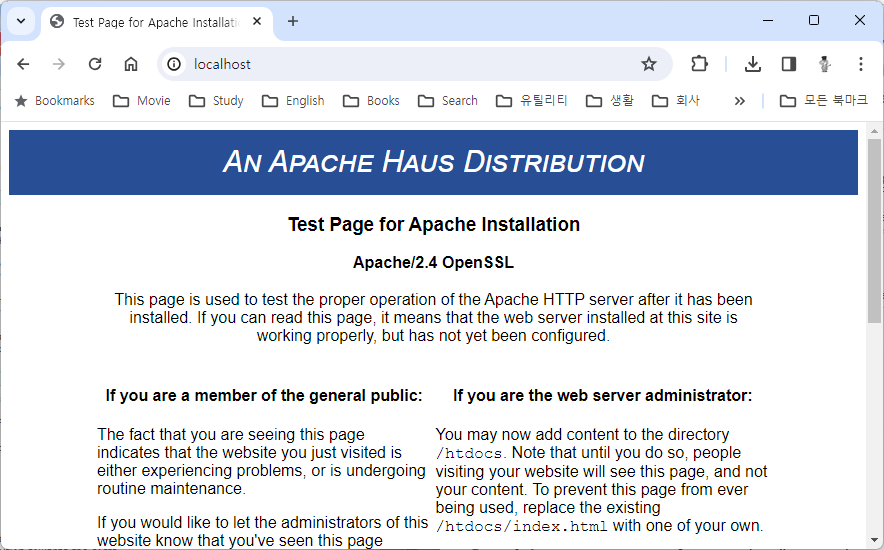 Test Page for Apache Installatio
localhost
Bookmarks Movie Study English Books Search 유틸리티 생활 회사 » 모든 북마크
An Apache Haus Distribution
Test Page for Apache Installation
Apache/2.4 OpenSSL
This page is used to test the proper operation of the Apache HTTP server after it has been
installed. If you can read this page, it means that the web server installed at this site is
working properly, but has not yet been configured.
If you are a member of the general public:
The fact that you are seeing this page
indicates that the website you just visited is
either experiencing problems, or is undergoing
routine maintenance.
If you would like to let the administrators of this
website know that you've seen this page
If you are the web server administrator:
You may now add content to the directory
/htdocs. Note that until you do so, people
visiting your website will see this page, and not
your content. To prevent this page from ever
being used, replace the existing
/htdocs/index.html with one of your own.